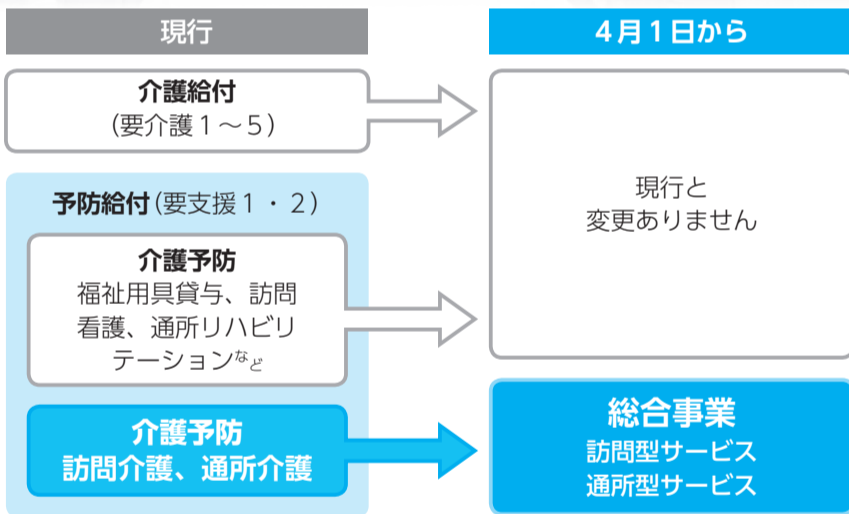 現行
4月1日から
介護給付
(要介護1～5)
予防給付(要支援1・2)
介護予防
福祉用具貸与、訪問
看護、通所リハビリ
テーションなど
現行と
変更ありません
介護予防
訪問介護、通所介護
総合事業
訪問型サービス
通所型サービス